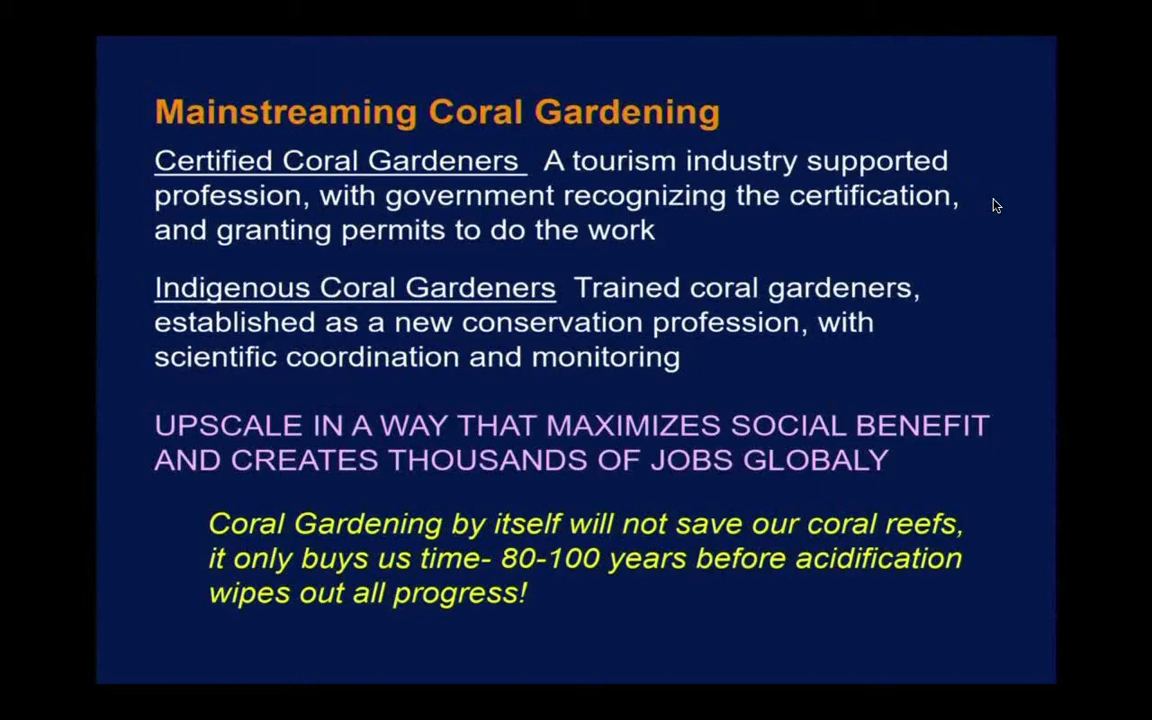 Mainstreaming Coral Gardening
Certified Coral Gardeners A tourism industry supported
profession, with government recognizing the certification,
and granting permits to do the work
Indigenous Coral Gardeners Trained coral gardeners,
established as a new conservation profession, with
scientific coordination and monitoring
UPSCALE IN A WAY THAT MAXIMIZES SOCIAL BENEFIT
AND CREATES THOUSANDS OF JOBS GLOBALY
Coral Gardening by itself will not save our coral reefs,
it only buys us time- 80-100 years before acidification
wipes out all progress!